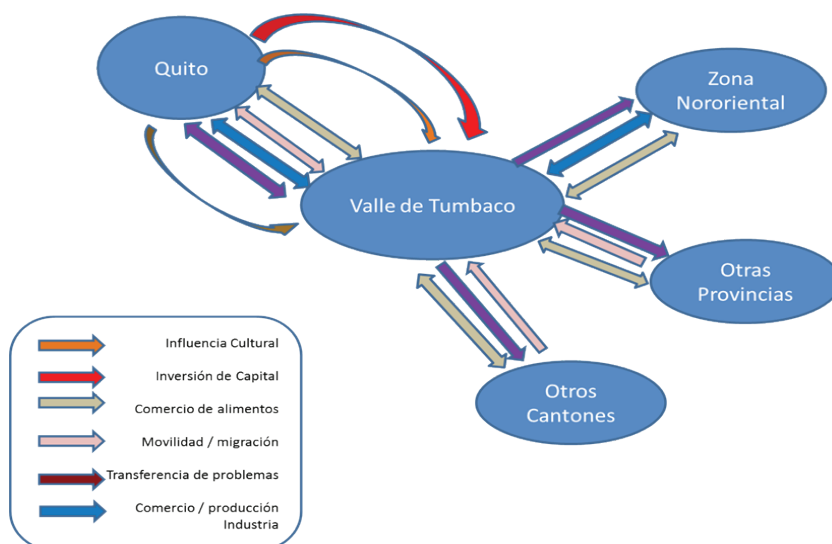 Quito
Zona
Nororiental
Valle de Tumbaco
Otras
Provincias
Otros
Cantones
Influencia Cultural
Inversión de Capital
Comercio de alimentos
Movilidad / migración
Transferencia de problemas
Comercio / producción
Industria